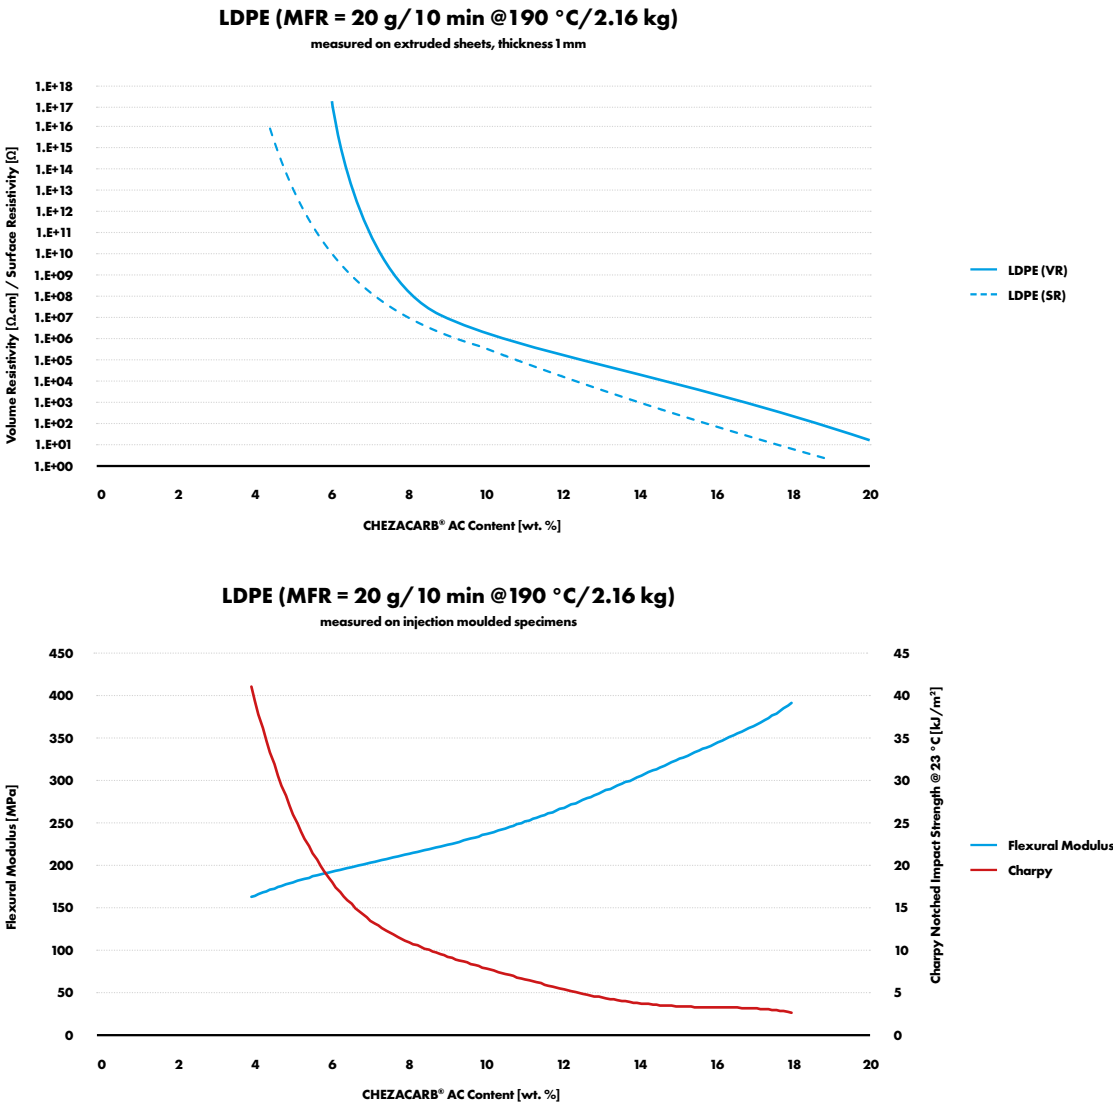 LDPE (MFR = 20 g/10 min @190 °C/2.16 kg)
measured on extruded sheets, thickness 1 mm
Volume Resistivity [Ω.cm] / Surface Resistivity [Ω]
1.E+18
1.E+17
1.E+16
1.E+15
1.E+14
1.E+13
1.E+12
1.E+11
1.E+10
1.E+09
1.E+08
1.E+07
1.E+06
1.E+05
1.E+04
1.E+03
1.E+02
1.E+01
1.E+00
0 2 4 6 8 10 12 14 16 18 20
CHEZACARB® AC Content [wt. %]
LDPE (VR)
LDPE (SR)
LDPE (MFR = 20 g/10 min @190 °C/2.16 kg)
measured on injection moulded specimens
Flexural Modulus [MPa]
450
400
350
300
250
200
150
100
50
0
45
40
35
30
25
20
15
10
5
0
Charpy Notched Impact Strength @ 23 °C [kJ/m²]
0 2 4 6 8 10 12 14 16 18 20
CHEZACARB® AC Content [wt. %]
Flexural Modulus
Charpy